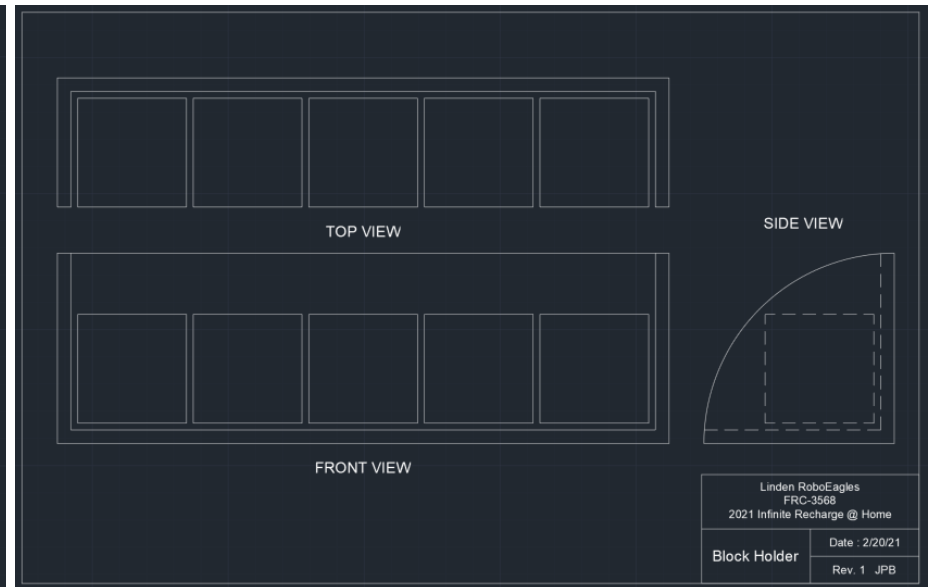 TOP VIEW
SIDE VIEW
FRONT VIEW
Linden RoboEagles
FRC-3568
2021 Infinite Recharge @ Home
Block Holder
Date : 2/20/21
Rev. 1 JPB